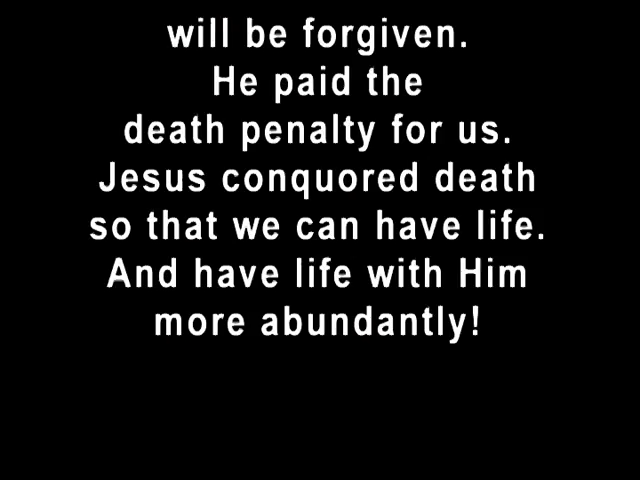 will be forgiven.
He paid the
death penalty for us.
Jesus conquored death
so that we can have life.
And have life with Him
more abundantly!